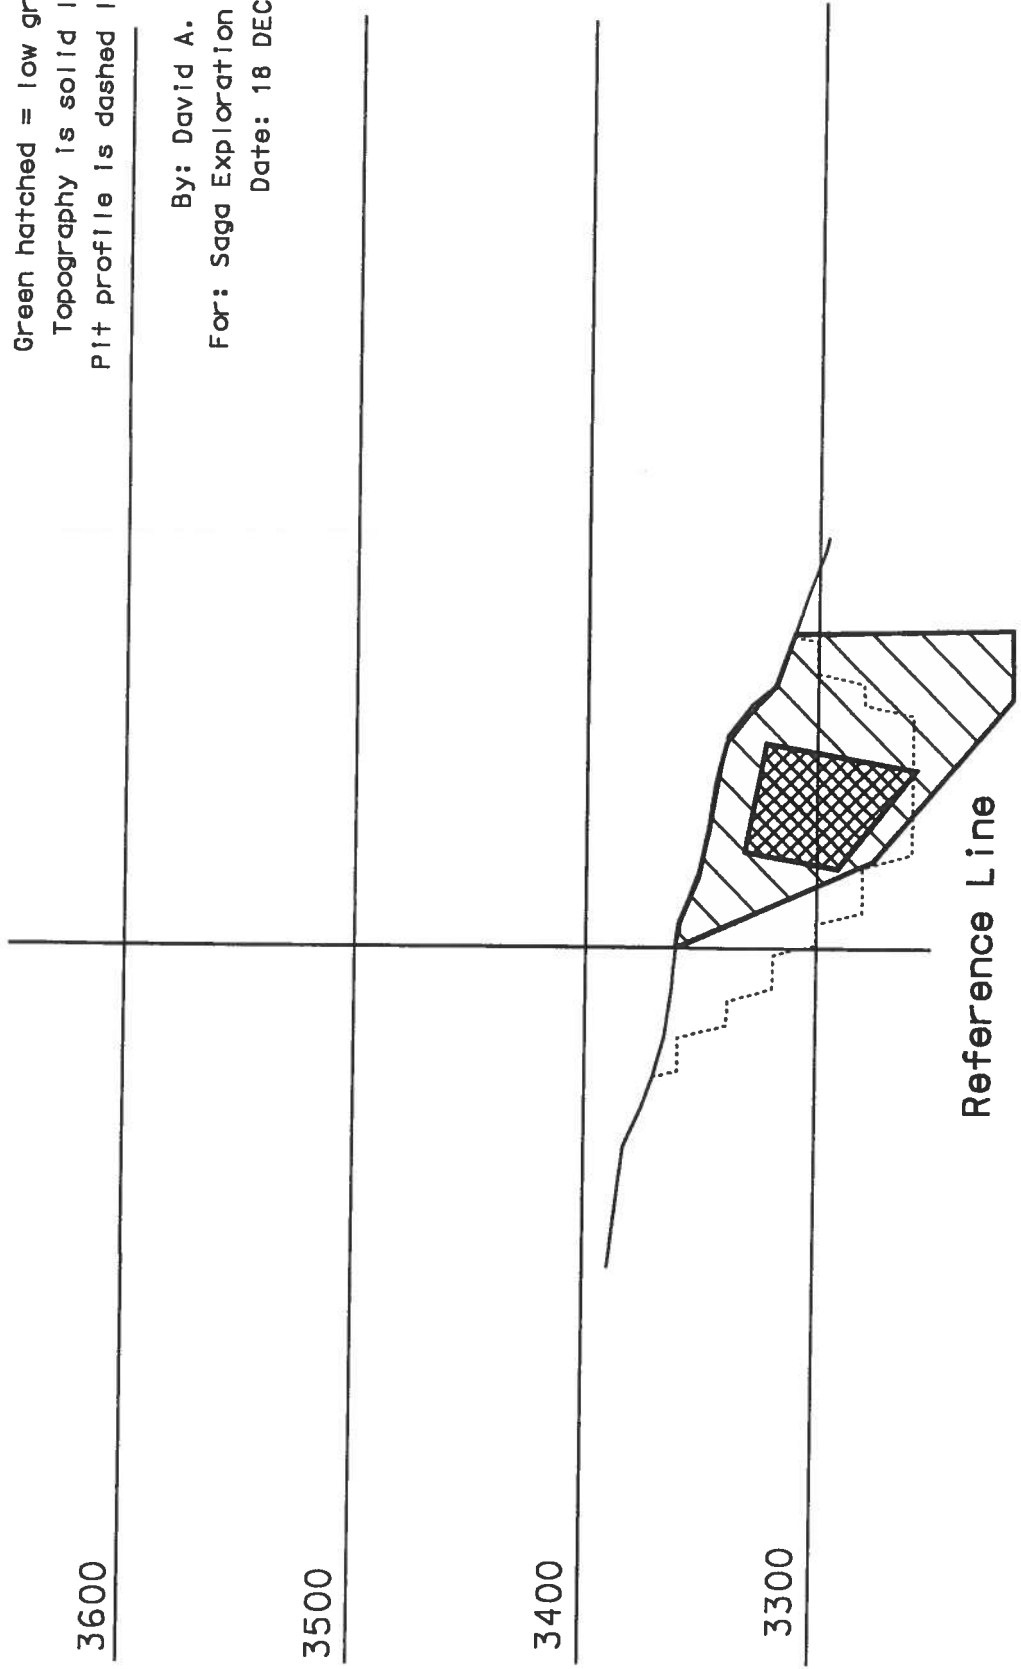 Green hatched = low gr
Topography is solid l
Pit profile is dashed l
By: David A.
For: Saga Exploration
Date: 18 DEC
3600
3500
3400
3300
Reference Line